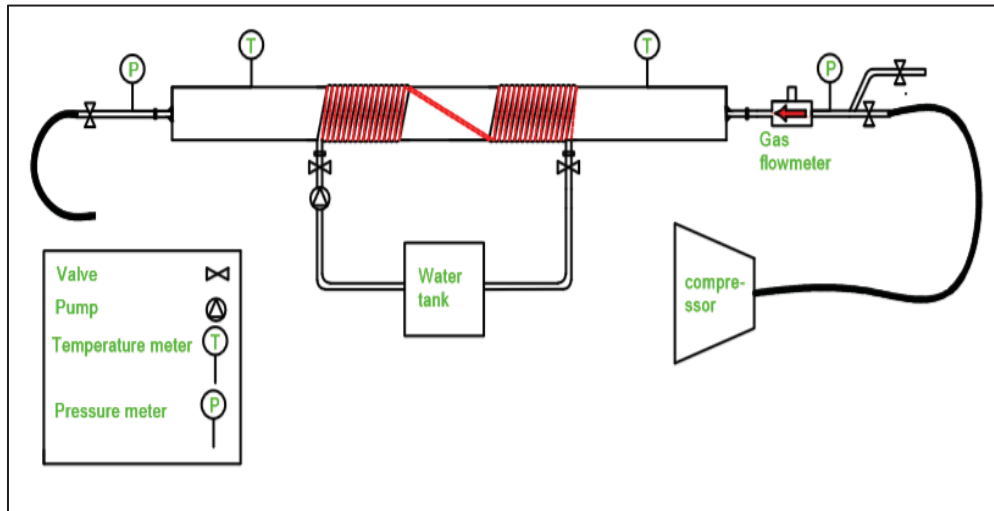 T
T
P
P
Gas
flowmeter
Water
tank
compre-
ssor
Valve
Pump
Temperature meter
T
Pressure meter
P